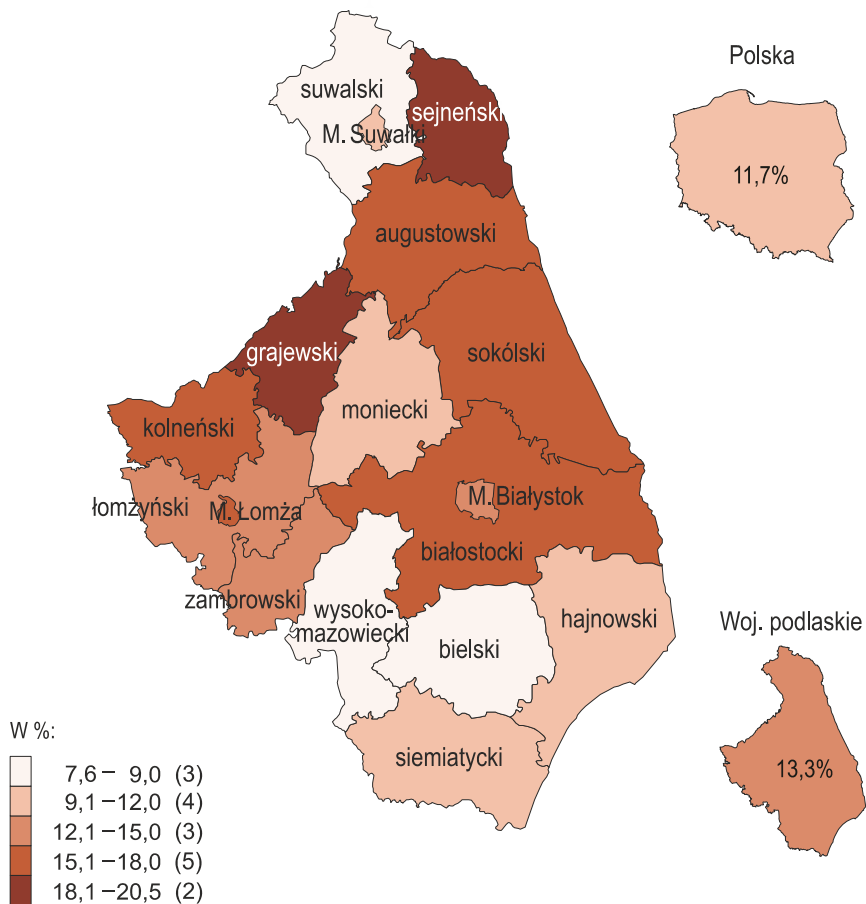 Polska
suwalski
sejneński
M. Suwałki
11,7%
augustowski
grajewski
sokólski
moniecki
kolneński
łomżyński
M. Łomża
M. Białystok
białostocki
zambrowski
wysoko-
mazowiecki
hajnowski
bielski
Woj. podlaskie
siemiatycki
13,3%
W %:
7,6 – 9,0 (3)
9,1 –12,0 (4)
12,1 –15,0 (3)
15,1 –18,0 (5)
18,1 –20,5 (2)